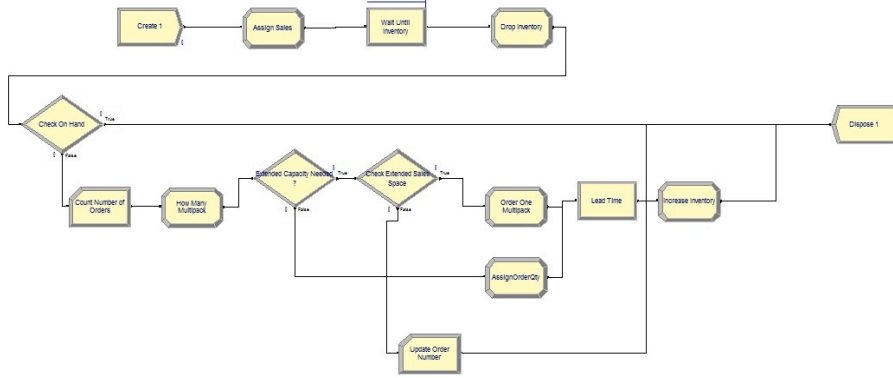 Create 1
Assign Sales
Wait Until
Inventory
Drop Inventory
Check On Hand
True
False
Dispose 1
Count Number of
Orders
How Many
Multipack
Extended Capacity Needed
?
True
False
Check Extended Sales
Space
True
False
Order One
Multipack
Lead Time
Increase Inventory
AssignOrderQty
Update Order
Number